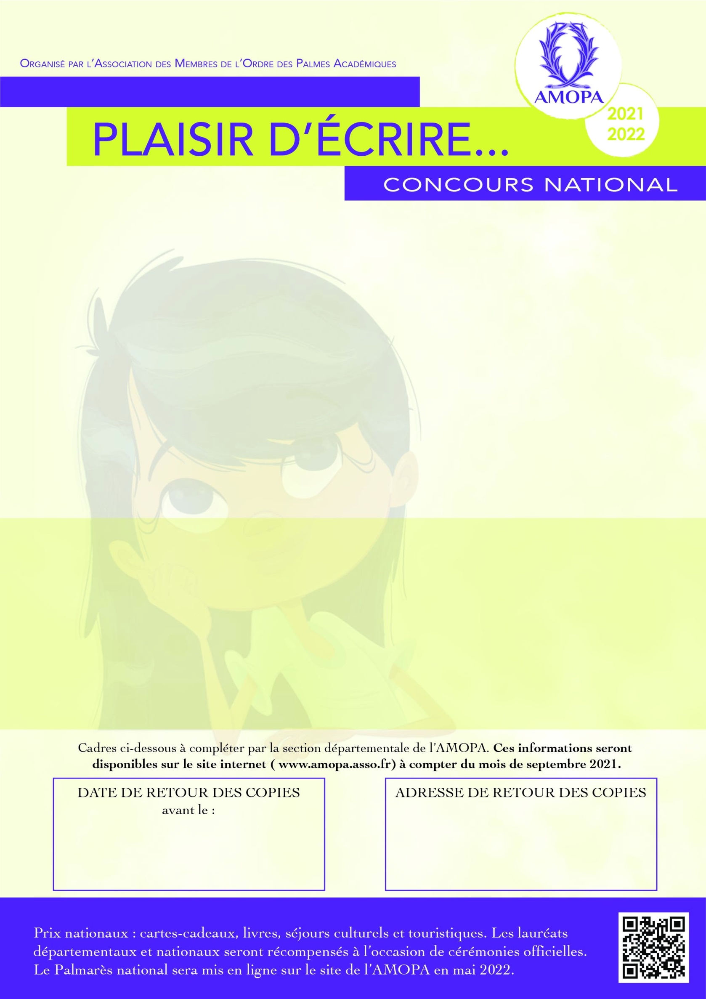 Organisé par l'Association des Membres de l'Ordre des Palmes Académiques
AMOPA
2021
2022
PLAISIR D'ÉCRIRE...
CONCOURS NATIONAL
Cadres ci-dessous à compléter par la section départementale de l'AMOPA. Ces informations seront
disponibles sur le site internet ( www.amopa.asso.fr) à compter du mois de septembre 2021.
DATE DE RETOUR DES COPIES
avant le :
ADRESSE DE RETOUR DES COPIES
Prix nationaux : cartes-cadeaux, livres, séjours culturels et touristiques. Les lauréats
départementaux et nationaux seront récompensés à l'occasion de cérémonies officielles.
Le Palmarès national sera mis en ligne sur le site de l'AMOPA en mai 2022.